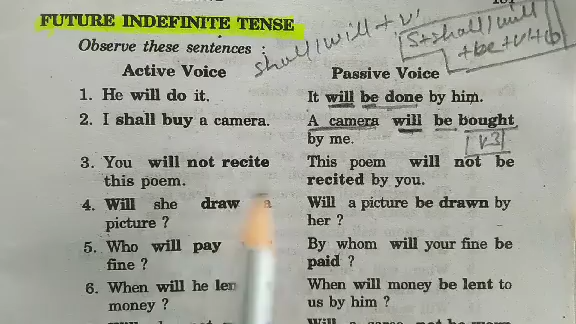 FUTURE INDEFINITE TENSE
shall/will + v'
S+shall/will
+be+v3+b
Observe these sentences :
Active Voice Passive Voice
1. He will do it. It will be done by him.
2. I shall buy a camera. A camera will be bought
by me. V3
3. You will not recite This poem will not be
this poem. recited by you.
4. Will she draw a Will a picture be drawn by
picture ? her ?
5. Who will pay By whom will your fine be
fine ? paid ?
6. When will he When will money be lent to
money ? us by him ?